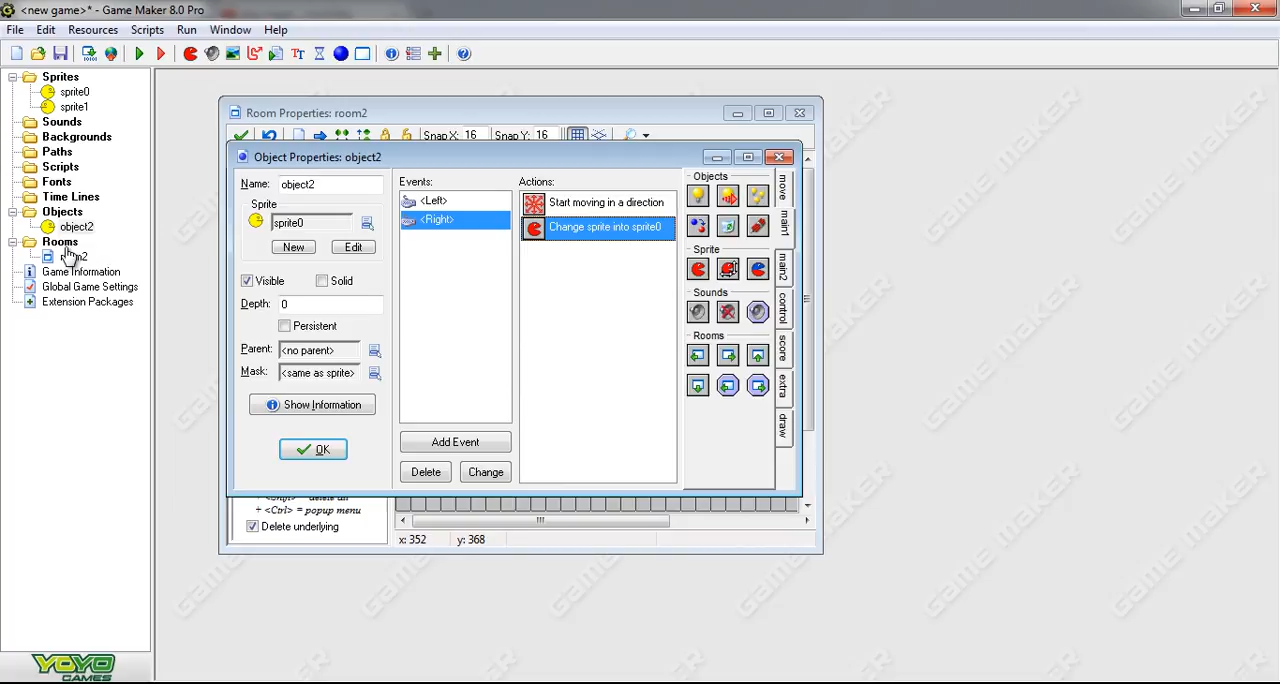 <new game>* - Game Maker 8.0 Pro
File Edit Resources Scripts Run Window Help
Sprites
sprite0
sprite1
Sounds
Backgrounds
Paths
Scripts
Fonts
Time Lines
Objects
object2
Rooms
Game Information
Global Game Settings
Extension Packages
YOYO
GAMES
Room Properties: room2
Snap X: 16 Snap Y: 16
Object Properties: object2
Name: object2
Sprite
sprite0
New Edit
Visible Solid
Depth: 0
Persistent
Parent: <no parent>
Mask: <same as sprite>
Show Information
OK
Events:
<Left>
<Right>
Add Event
Delete Change
Actions:
Start moving in a direction
Change sprite into sprite0
Objects
Sprite
Sounds
Rooms
move
main1
main2
control
score
extra
draw
+ <Shift> = delete all
+ <Ctrl> = popup menu
Delete underlying
x: 352 y: 368
GAME MAKER